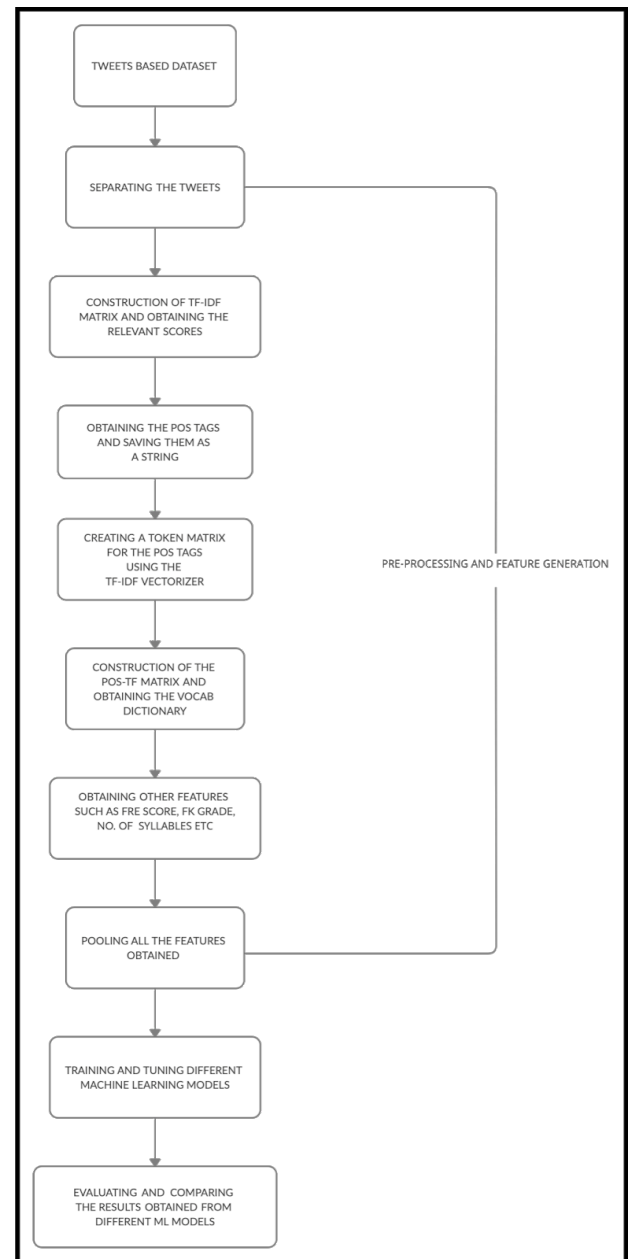 TWEETS BASED DATASET
SEPARATING THE TWEETS
CONSTRUCTION OF TF-IDF
MATRIX AND OBTAINING THE
RELEVANT SCORES
OBTAINING THE POS TAGS
AND SAVING THEM AS
A STRING
CREATING A TOKEN MATRIX
FOR THE POS TAGS
USING THE
TF-IDF VECTORIZER
PRE-PROCESSING AND FEATURE GENERATION
CONSTRUCTION OF THE
POS-TF MATRIX AND
OBTAINING THE VOCAB
DICTIONARY
OBTAINING OTHER FEATURES
SUCH AS FRE SCORE, FK GRADE,
NO. OF SYLLABLES ETC
POOLING ALL THE FEATURES
OBTAINED
TRAINING AND TUNING DIFFERENT
MACHINE LEARNING MODELS
EVALUATING AND COMPARING
THE RESULTS OBTAINED FROM
DIFFERENT ML MODELS